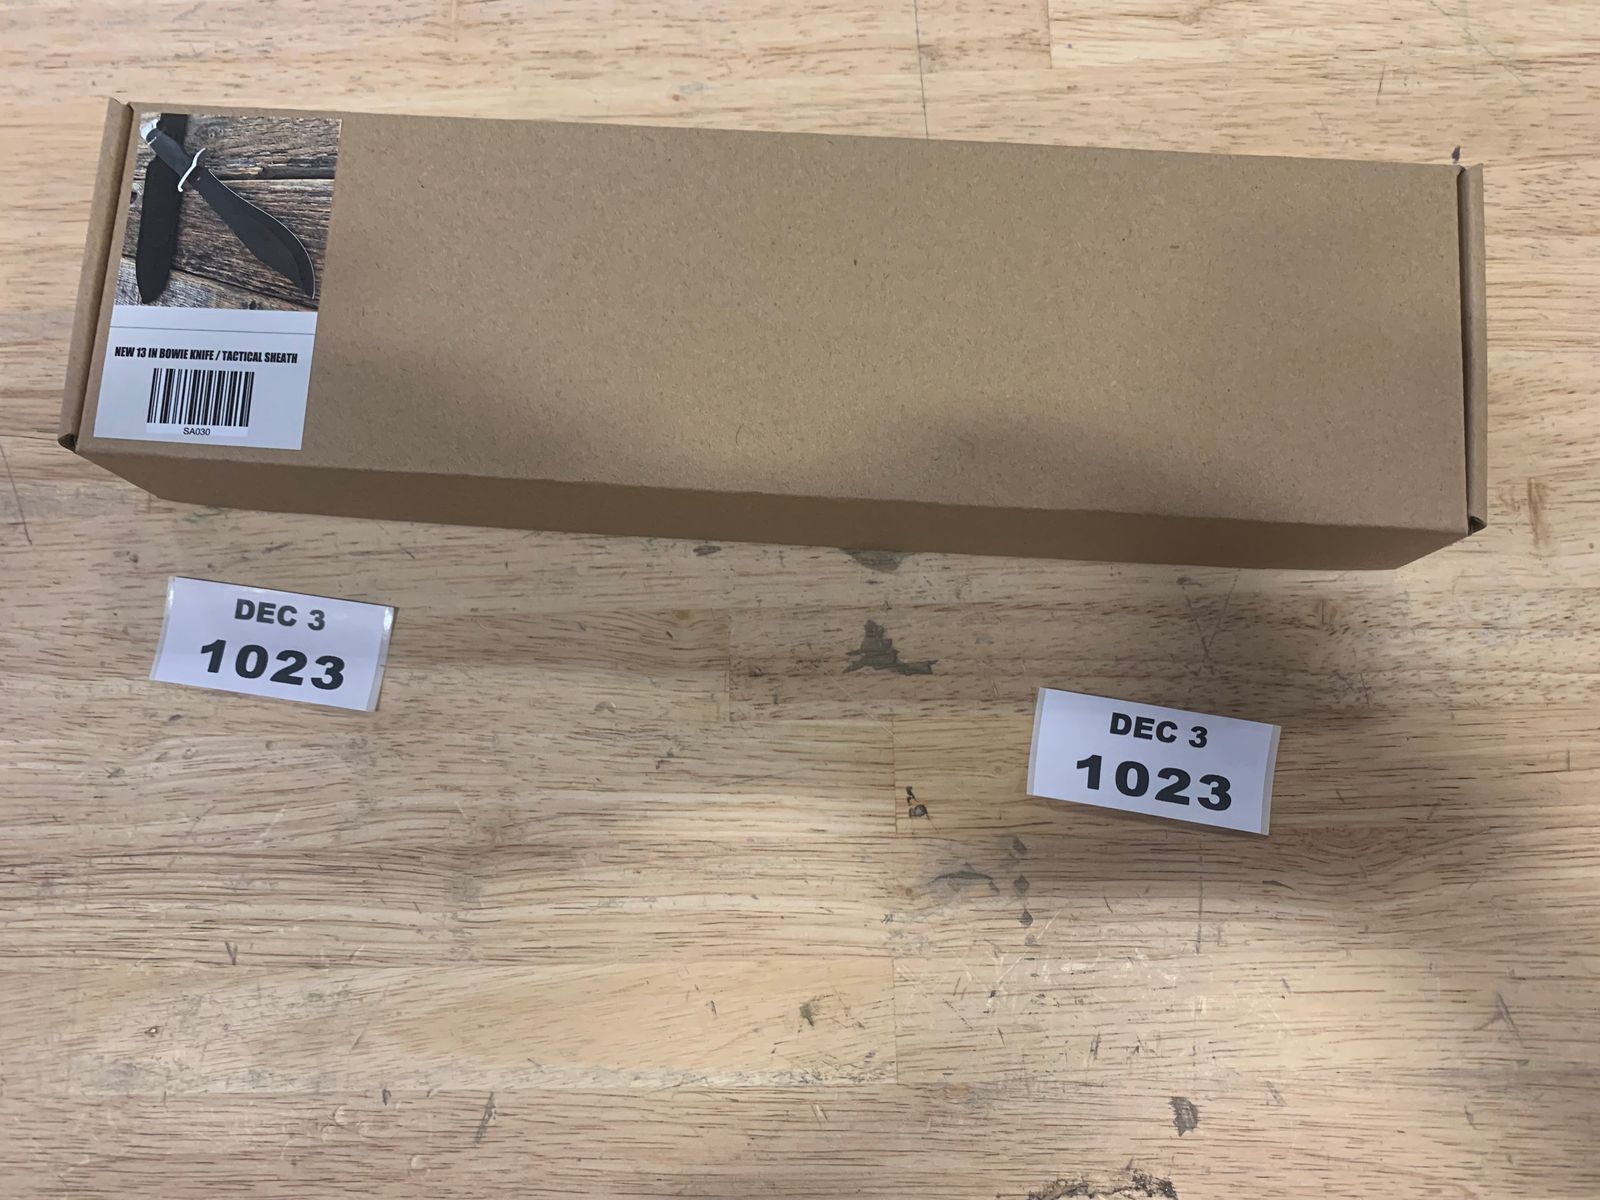 NEW 13 IN BOWIE KNIFE / TACTICAL SHEATH
SA030
DEC 3
1023
DEC 3
1023